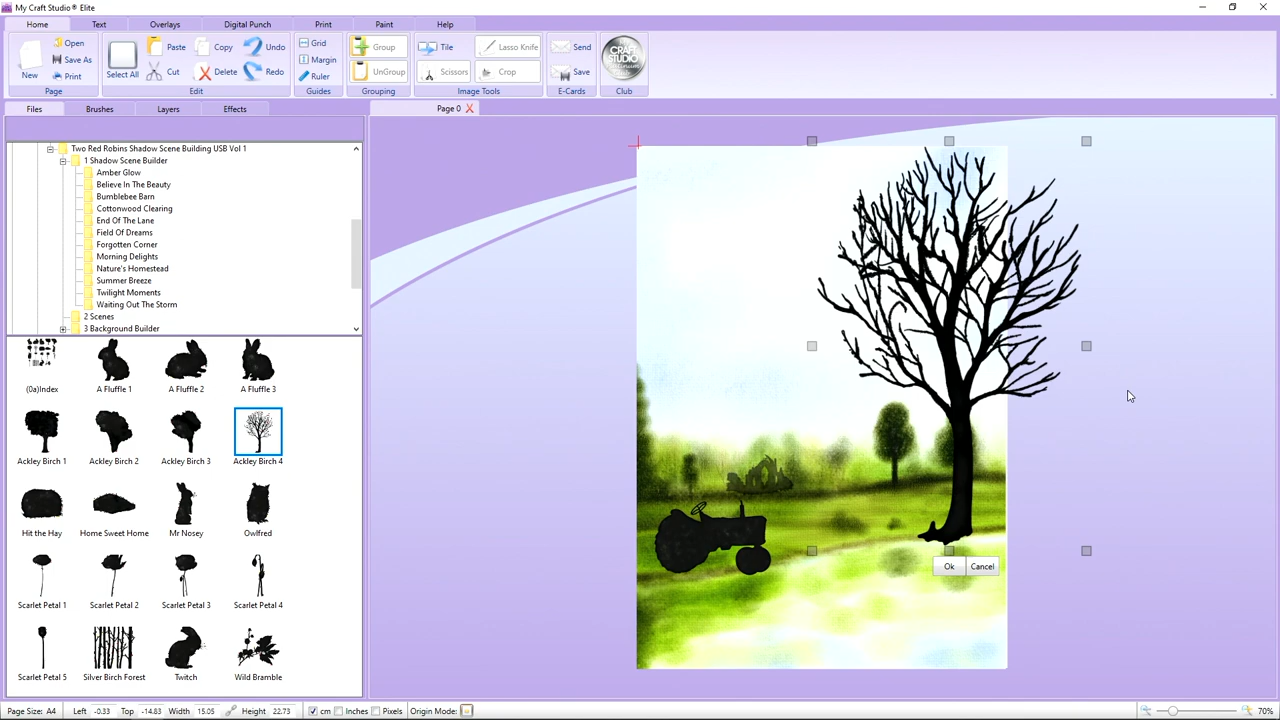 My Craft Studio® Elite
Home Text Overlays Digital Punch Print Paint Help
New Open Save As Print Page
Select All Paste Cut Copy Delete Undo Redo Edit
Grid Margin Ruler Guides
Group UnGroup Grouping
Tile Scissors Lasso Knife Crop Image Tools
Send Save E-Cards
CRAFT STUDIO Club
Files Brushes Layers Effects Page 0
Two Red Robins Shadow Scene Building USB Vol 1
1 Shadow Scene Builder
Amber Glow
Believe In The Beauty
Bumblebee Barn
Cottonwood Clearing
End Of The Lane
Field Of Dreams
Forgotten Corner
Morning Delights
Nature's Homestead
Summer Breeze
Twilight Moments
Waiting Out The Storm
2 Scenes
3 Background Builder
(0a)Index A Fluffle 1 A Fluffle 2 A Fluffle 3
Ackley Birch 1 Ackley Birch 2 Ackley Birch 3 Ackley Birch 4
Hit the Hay Home Sweet Home Mr Nosey Owlfred
Scarlet Petal 1 Scarlet Petal 2 Scarlet Petal 3 Scarlet Petal 4
Scarlet Petal 5 Silver Birch Forest Twitch Wild Bramble
Ok Cancel
Page Size: A4 Left -0.33 Top -14.83 Width 15.05 Height 22.73 cm Inches Pixels Origin Mode: 70%